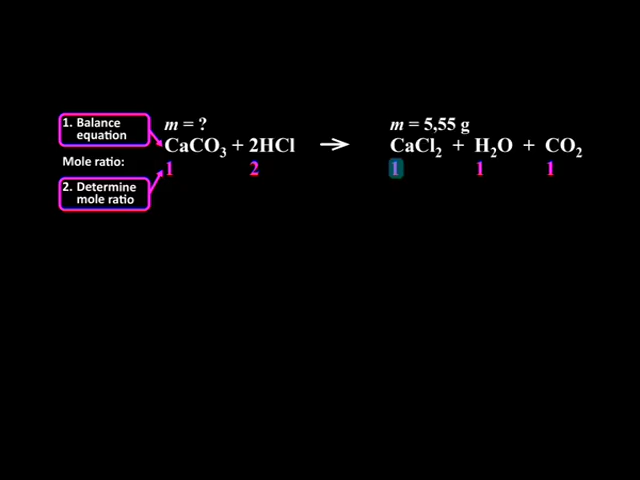 1. Balance
equation
m = ?
m = 5,55 g
CaCO₃ + 2HCl → CaCl₂ + H₂O + CO₂
Mole ratio:
1 2 1 1 1
2. Determine
mole ratio